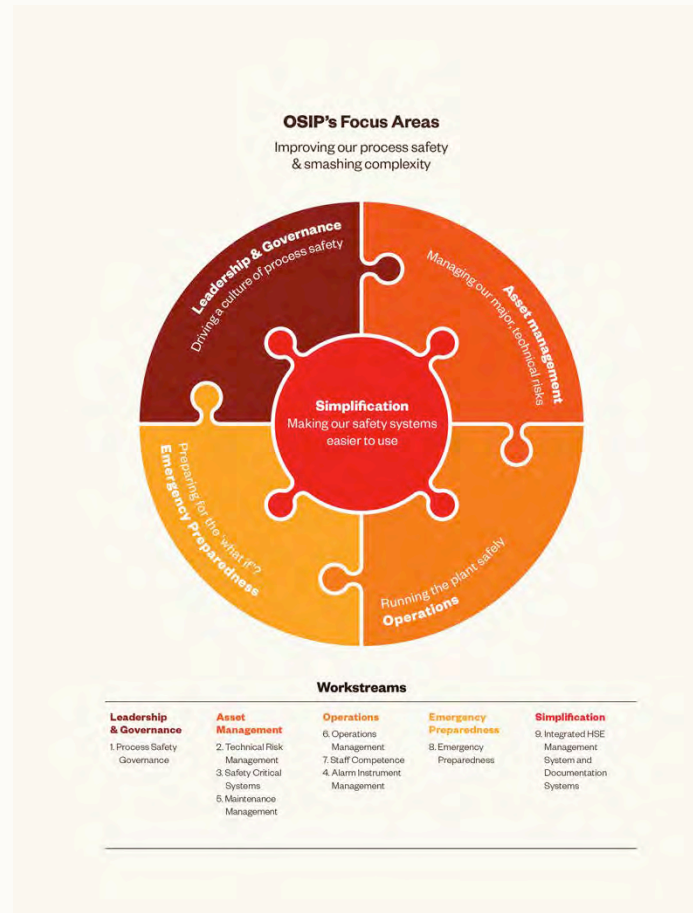 OSIP's Focus Areas
Improving our process safety
& smashing complexity
Leadership & Governance
Driving a culture of process safety
Asset management
Managing our major, technical risks
Simplification
Making our safety systems
easier to use
Preparing for the 'what if'?
Emergency Preparedness
Running the plant safely
Operations
Workstreams
Leadership
& Governance
1. Process Safety
Governance
Asset
Management
2. Technical Risk
Management
3. Safety Critical
Systems
5. Maintenance
Management
Operations
6. Operations
Management
7. Staff Competence
4. Alarm Instrument
Management
Emergency
Preparedness
8. Emergency
Preparedness
Simplification
9. Integrated HSE
Management
System and
Documentation
Systems